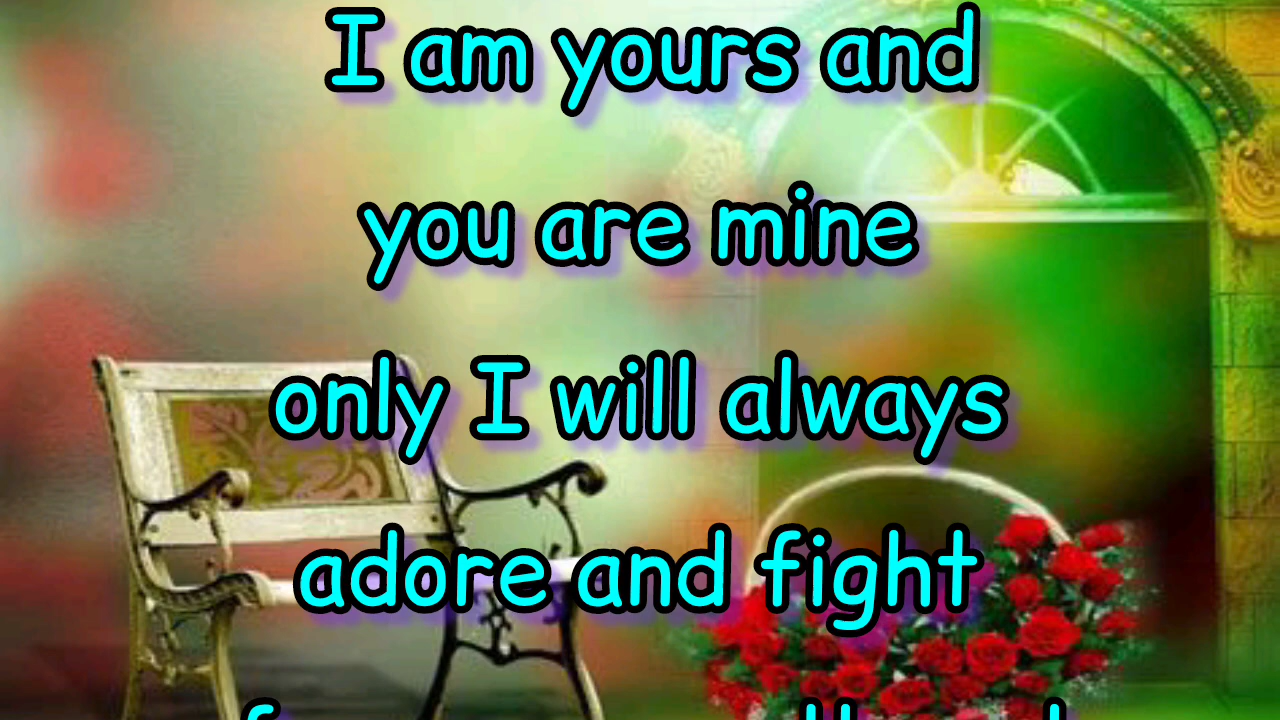 I am yours and
you are mine
only I will always
adore and fight